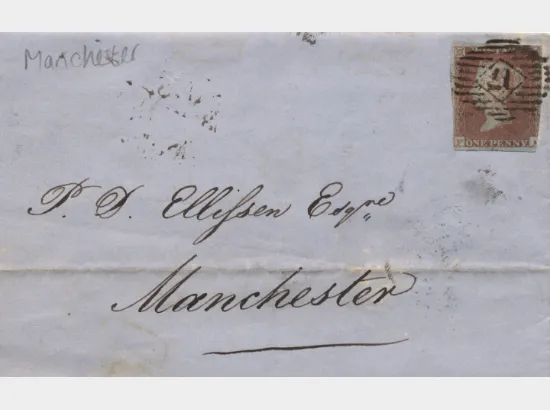 Manchester
ONE PENNY
P. D. Ellissen Esqre
Manchester